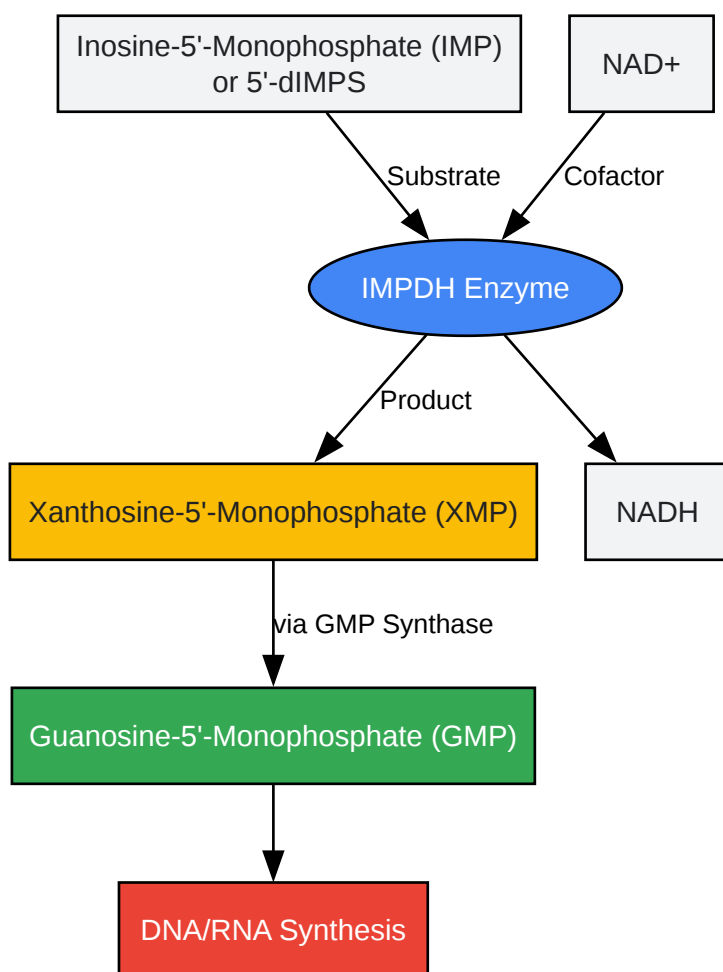 Inosine-5'-Monophosphate (IMP)
or 5'-dIMPS
NAD+
Substrate
Cofactor
IMPDH Enzyme
Product
Xanthosine-5'-Monophosphate (XMP)
NADH
via GMP Synthase
Guanosine-5'-Monophosphate (GMP)
DNA/RNA Synthesis